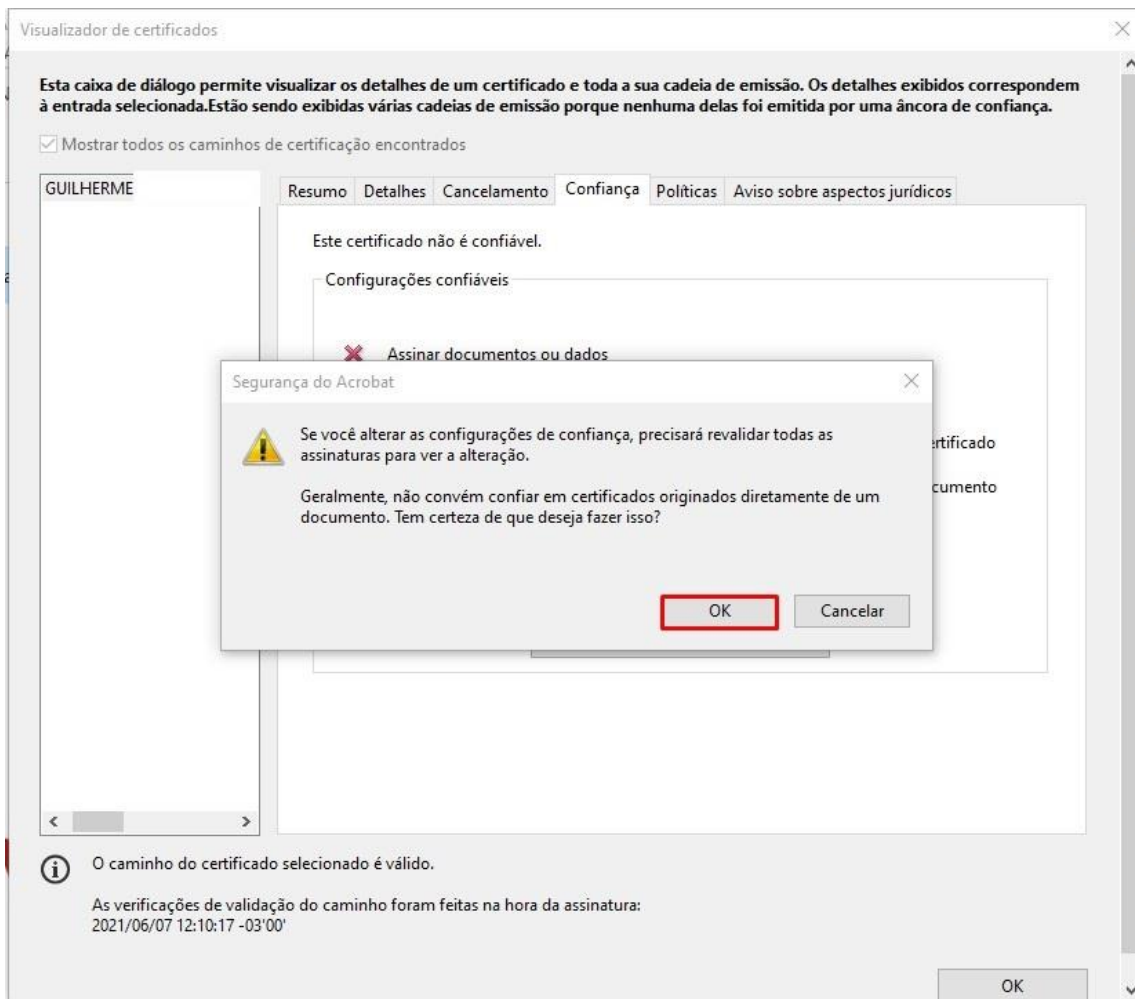 Visualizador de certificados
Esta caixa de diálogo permite visualizar os detalhes de um certificado e toda a sua cadeia de emissão. Os detalhes exibidos correspondem
à entrada selecionada.Estão sendo exibidas várias cadeias de emissão porque nenhuma delas foi emitida por uma âncora de confiança.
Mostrar todos os caminhos de certificação encontrados
GUILHERME
Resumo Detalhes Cancelamento Confiança Políticas Aviso sobre aspectos jurídicos
Este certificado não é confiável.
Configurações confiáveis
Assinar documentos ou dados
Segurança do Acrobat
Se você alterar as configurações de confiança, precisará revalidar todas as
assinaturas para ver a alteração.
Geralmente, não convém confiar em certificados originados diretamente de um
documento. Tem certeza de que deseja fazer isso?
OK Cancelar
O caminho do certificado selecionado é válido.
As verificações de validação do caminho foram feitas na hora da assinatura:
2021/06/07 12:10:17 -03'00'
OK